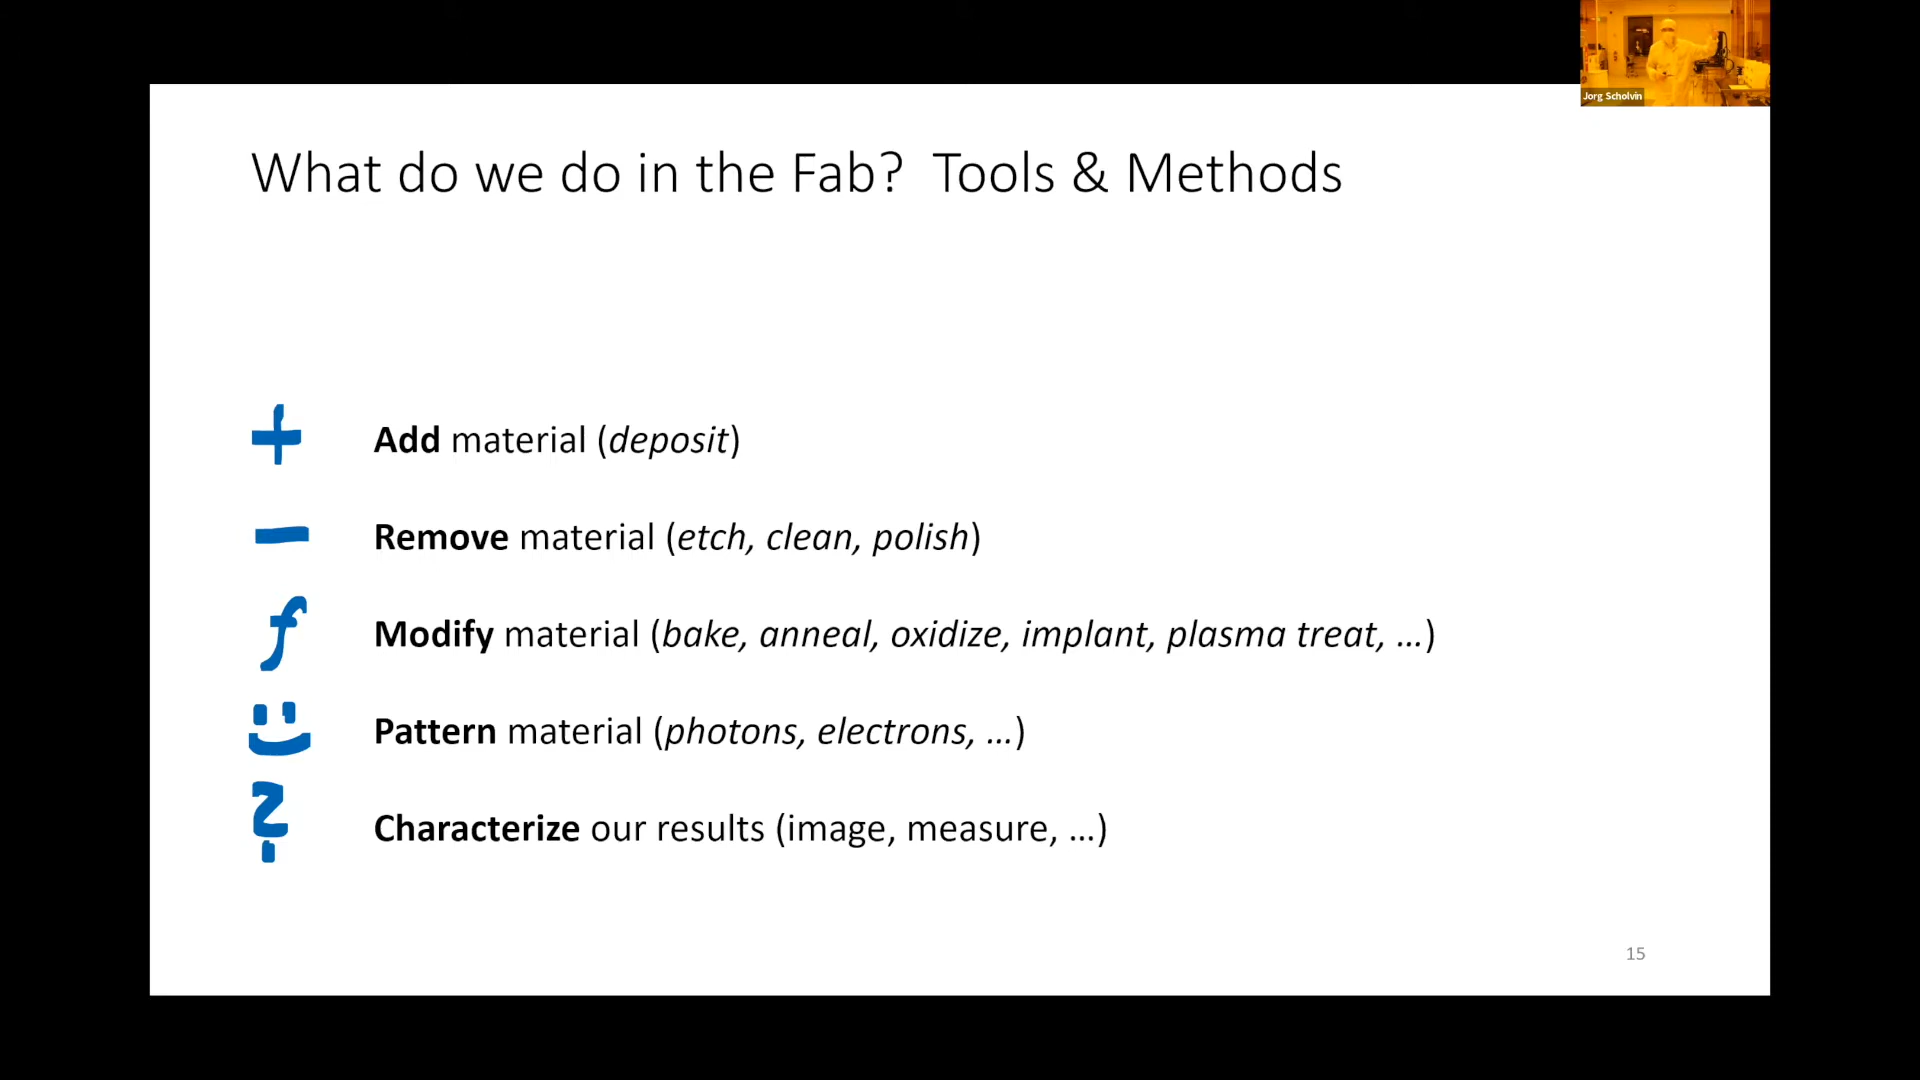 Jorg Scholvin
What do we do in the Fab? Tools & Methods
+ Add material (deposit)
− Remove material (etch, clean, polish)
f Modify material (bake, anneal, oxidize, implant, plasma treat, ...)
Pattern material (photons, electrons, ...)
? Characterize our results (image, measure, ...)
15